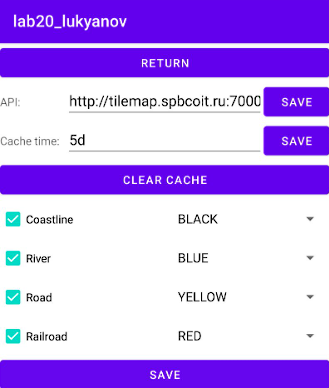 lab20_lukyanov
RETURN
API: http://tilemap.spbcoit.ru:7000 SAVE
Cache time: 5d SAVE
CLEAR CACHE
Coastline BLACK
River BLUE
Road YELLOW
Railroad RED
SAVE